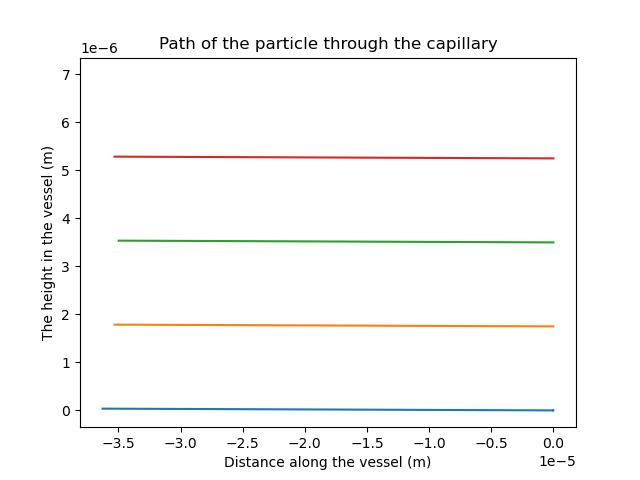 Path of the particle through the capillary
1e−6
7
6
5
4
3
2
1
0
The height in the vessel (m)
−3.5 −3.0 −2.5 −2.0 −1.5 −1.0 −0.5 0.0
1e−5
Distance along the vessel (m)